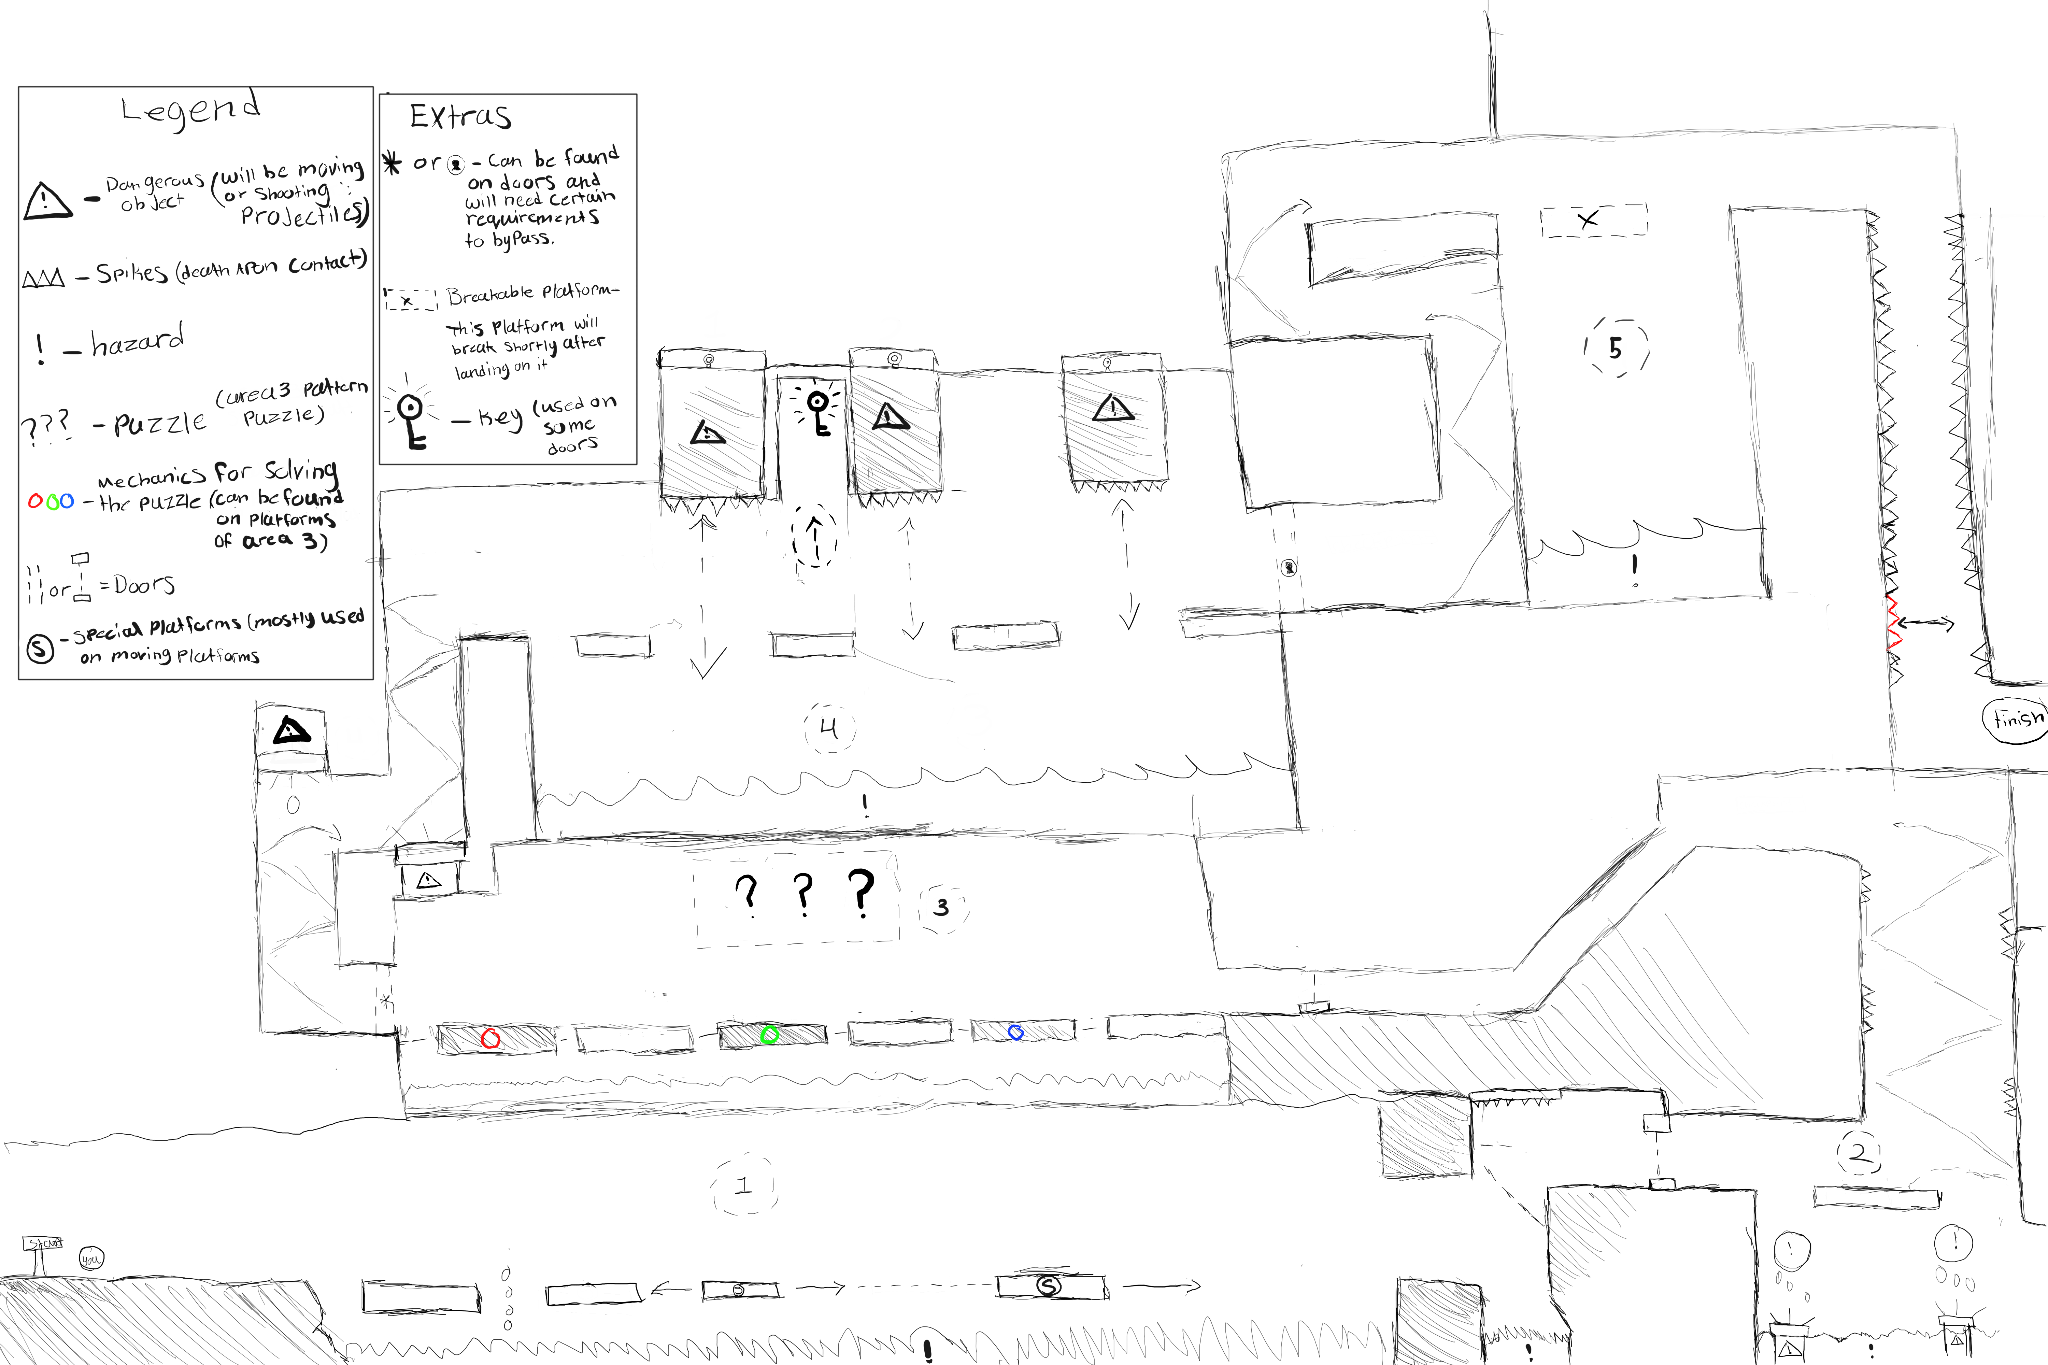 Legend
! - Dangerous (will be moving
object or shooting
Projectiles)
- Spikes (death upon contact)
! - hazard
??? - Puzzle (area 3 pattern
Puzzle)
Mechanics for Solving
- the puzzle (can be found
on platforms
of area 3)
or = Doors
S - Special Platforms (mostly used
on moving platforms
Extras
* or - Can be found
on doors and
will need certain
requirements
to byPass.
x Breakable Platform -
this platform will
break shortly after
landing on it
- Key (used on
some
doors
!
!
!
!
x
5
!
4
!
Finish
!
? ? ?
3
*
1
2
Start
you
S
!
!
!
!
!
!
!